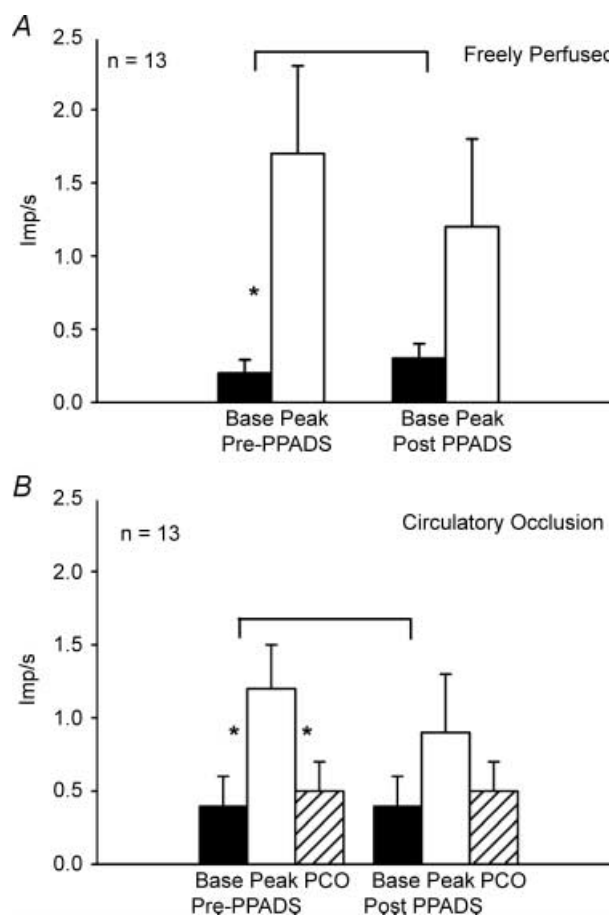 A
2.5
n = 13
Freely Perfused
2.0
1.5
Imp/s
1.0
*
0.5
0.0
Base Peak Base Peak
Pre-PPADS Post PPADS
B
2.5
n = 13
Circulatory Occlusion
2.0
1.5
Imp/s
1.0
* *
0.5
0.0
Base Peak PCO Base Peak PCO
Pre-PPADS Post PPADS